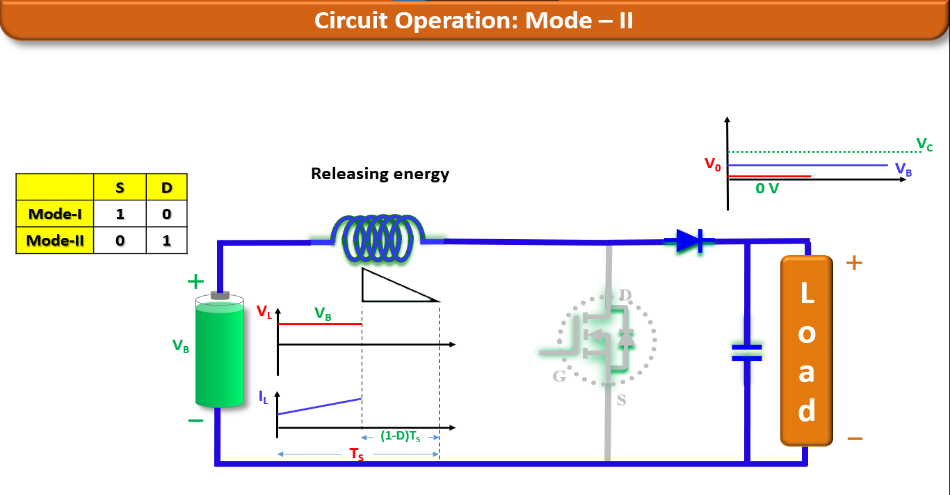 Circuit Operation: Mode – II
V_C
V_0
V_B
0 V
Releasing energy
S D
Mode-I 1 0
Mode-II 0 1
+
+
L
o
a
d
D
V_L
V_B
V_B
G
I_L
S
−
−
(1-D)T_s
T_s